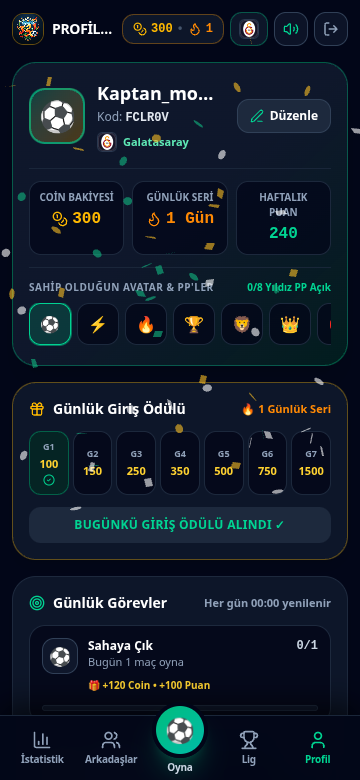 PROFİL...
300 • 1
Kaptan_mo...
Kod: FCLR0V
Galatasaray
Düzenle
COİN BAKİYESİ
300
GÜNLÜK SERİ
1 Gün
HAFTALIK
PUAN
240
SAHİP OLDUĞUN AVATAR & PP'LER
0/8 Yıldız PP Açık
Günlük Giriş Ödülü
1 Günlük Seri
G1
100
G2
150
G3
250
G4
350
G5
500
G6
750
G7
1500
BUGÜNKÜ GİRİŞ ÖDÜLÜ ALINDI ✓
Günlük Görevler
Her gün 00:00 yenilenir
Sahaya Çık
0/1
Bugün 1 maç oyna
+120 Coin • +100 Puan
İstatistik
Arkadaşlar
Oyna
Lig
Profil